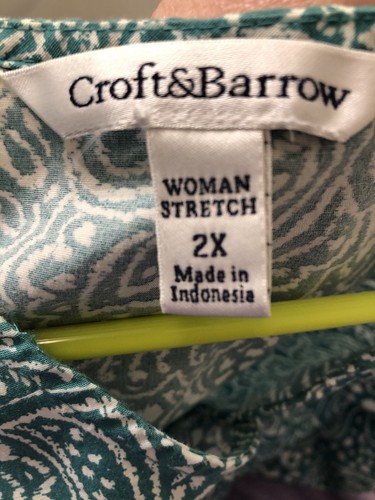 Croft&Barrow
WOMAN
STRETCH
2X
Made in
Indonesia